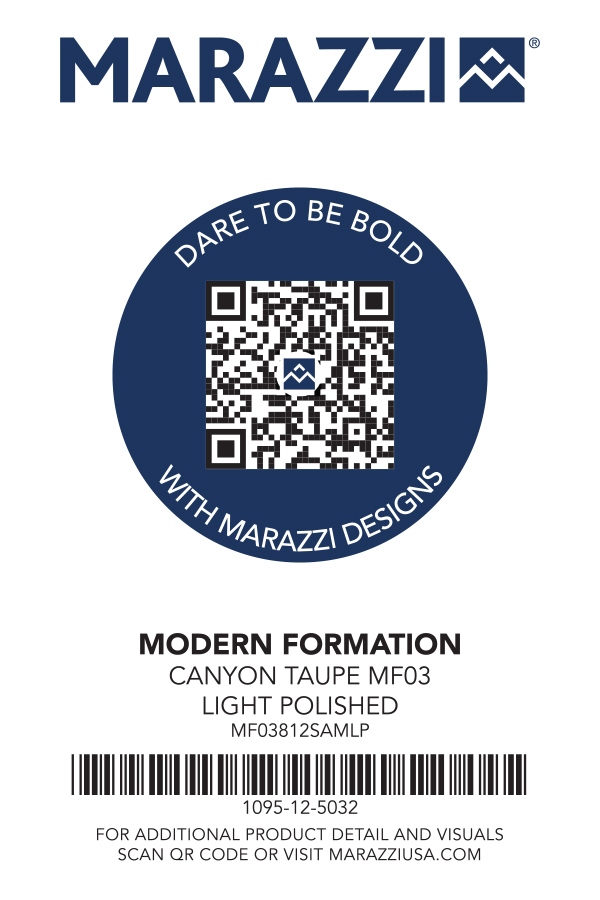 MARAZZI®
DARE TO BE BOLD
WITH MARAZZI DESIGNS
MODERN FORMATION
CANYON TAUPE MF03
LIGHT POLISHED
MF03812SAMLP
1095-12-5032
FOR ADDITIONAL PRODUCT DETAIL AND VISUALS
SCAN QR CODE OR VISIT MARAZZIUSA.COM